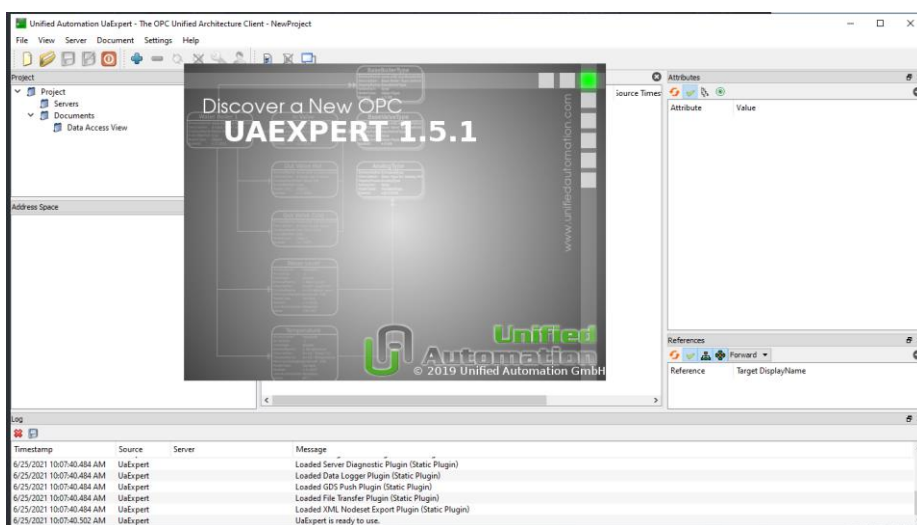 Unified Automation UaExpert - The OPC Unified Architecture Client - NewProject
File View Server Document Settings Help
Project
Project
Servers
Documents
Data Access View
Address Space
Discover a New OPC
UAEXPERT 1.5.1
www.unifiedautomation.com
Unified
Automation
© 2019 Unified Automation GmbH
ource Times
Attributes
Attribute Value
References
Forward
Reference Target DisplayName
Log
Timestamp Source Server Message
6/25/2021 10:07:40.484 AM UaExpert Loaded Server Diagnostic Plugin (Static Plugin)
6/25/2021 10:07:40.484 AM UaExpert Loaded Data Logger Plugin (Static Plugin)
6/25/2021 10:07:40.484 AM UaExpert Loaded GDS Push Plugin (Static Plugin)
6/25/2021 10:07:40.484 AM UaExpert Loaded File Transfer Plugin (Static Plugin)
6/25/2021 10:07:40.484 AM UaExpert Loaded XML Nodeset Export Plugin (Static Plugin)
6/25/2021 10:07:40.502 AM UaExpert UaExpert is ready to use.